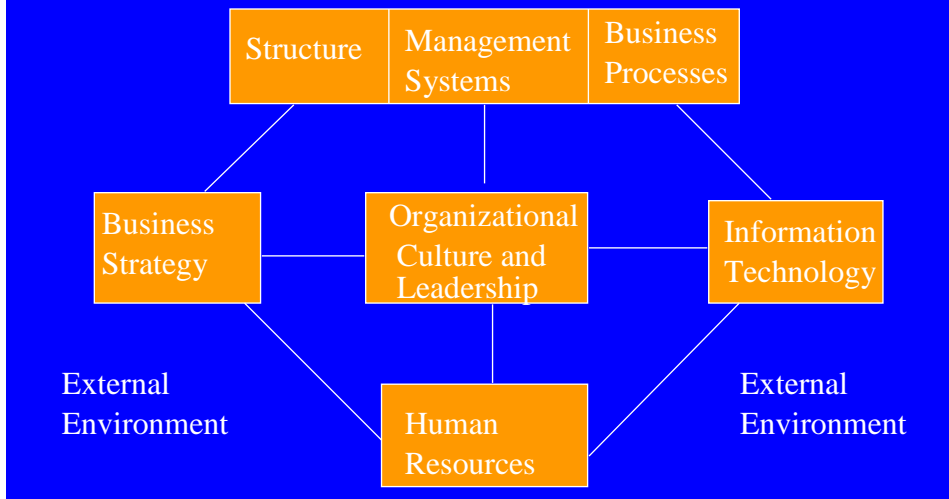 Structure
Management
Systems
Business
Processes
Business
Strategy
Organizational
Culture and
Leadership
Information
Technology
External
Environment
Human
Resources
External
Environment